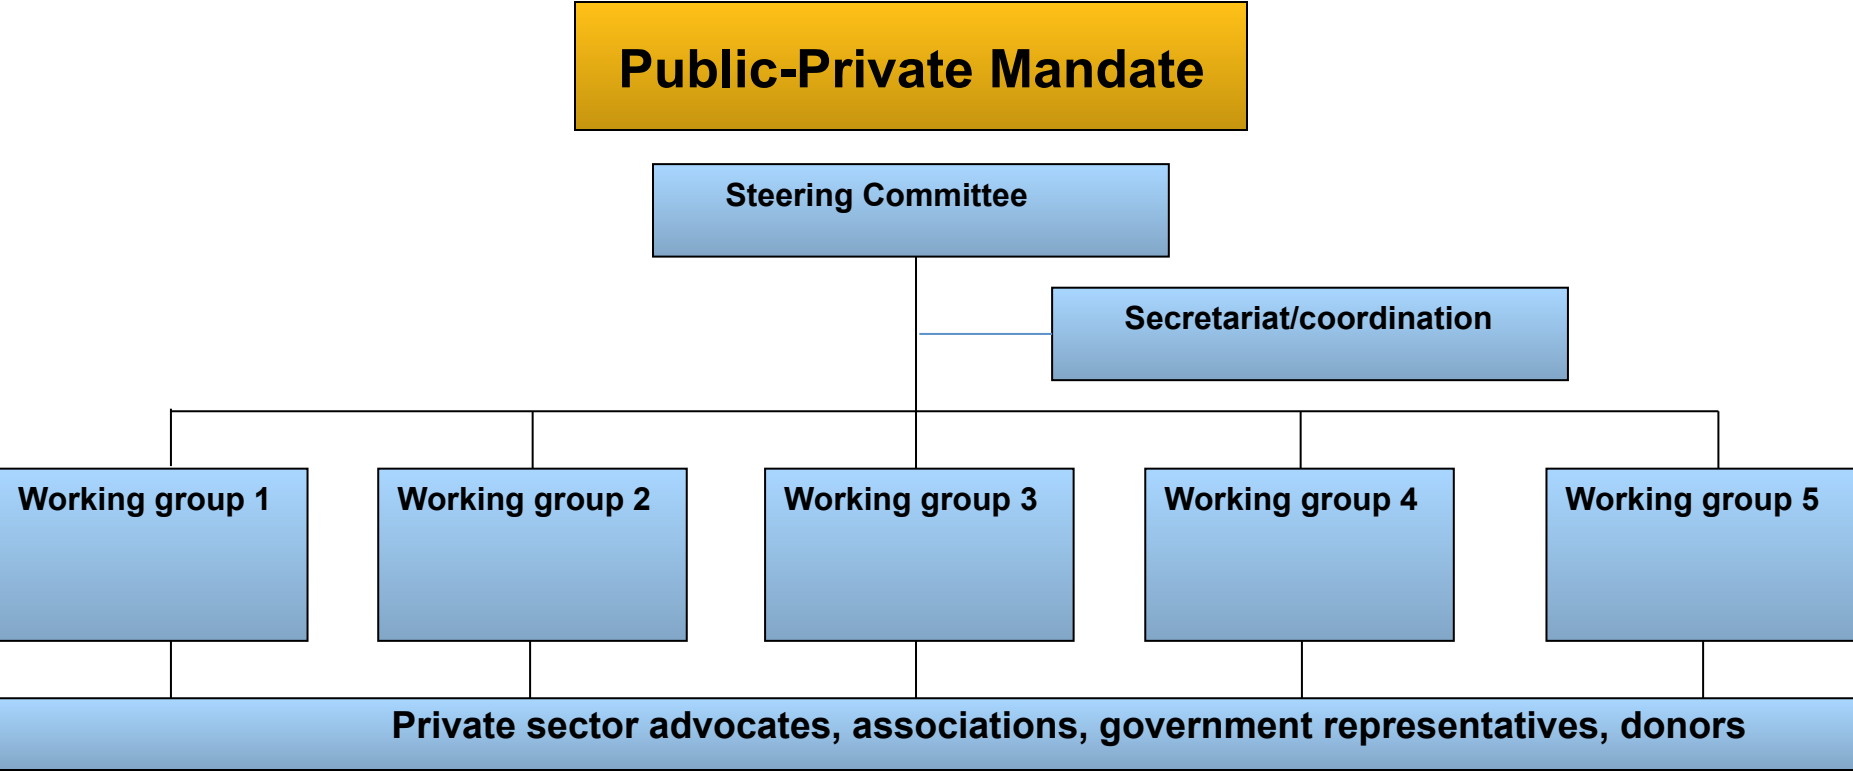 Public-Private Mandate
Steering Committee
Secretariat/coordination
Working group 1
Working group 2
Working group 3
Working group 4
Working group 5
Private sector advocates, associations, government representatives, donors